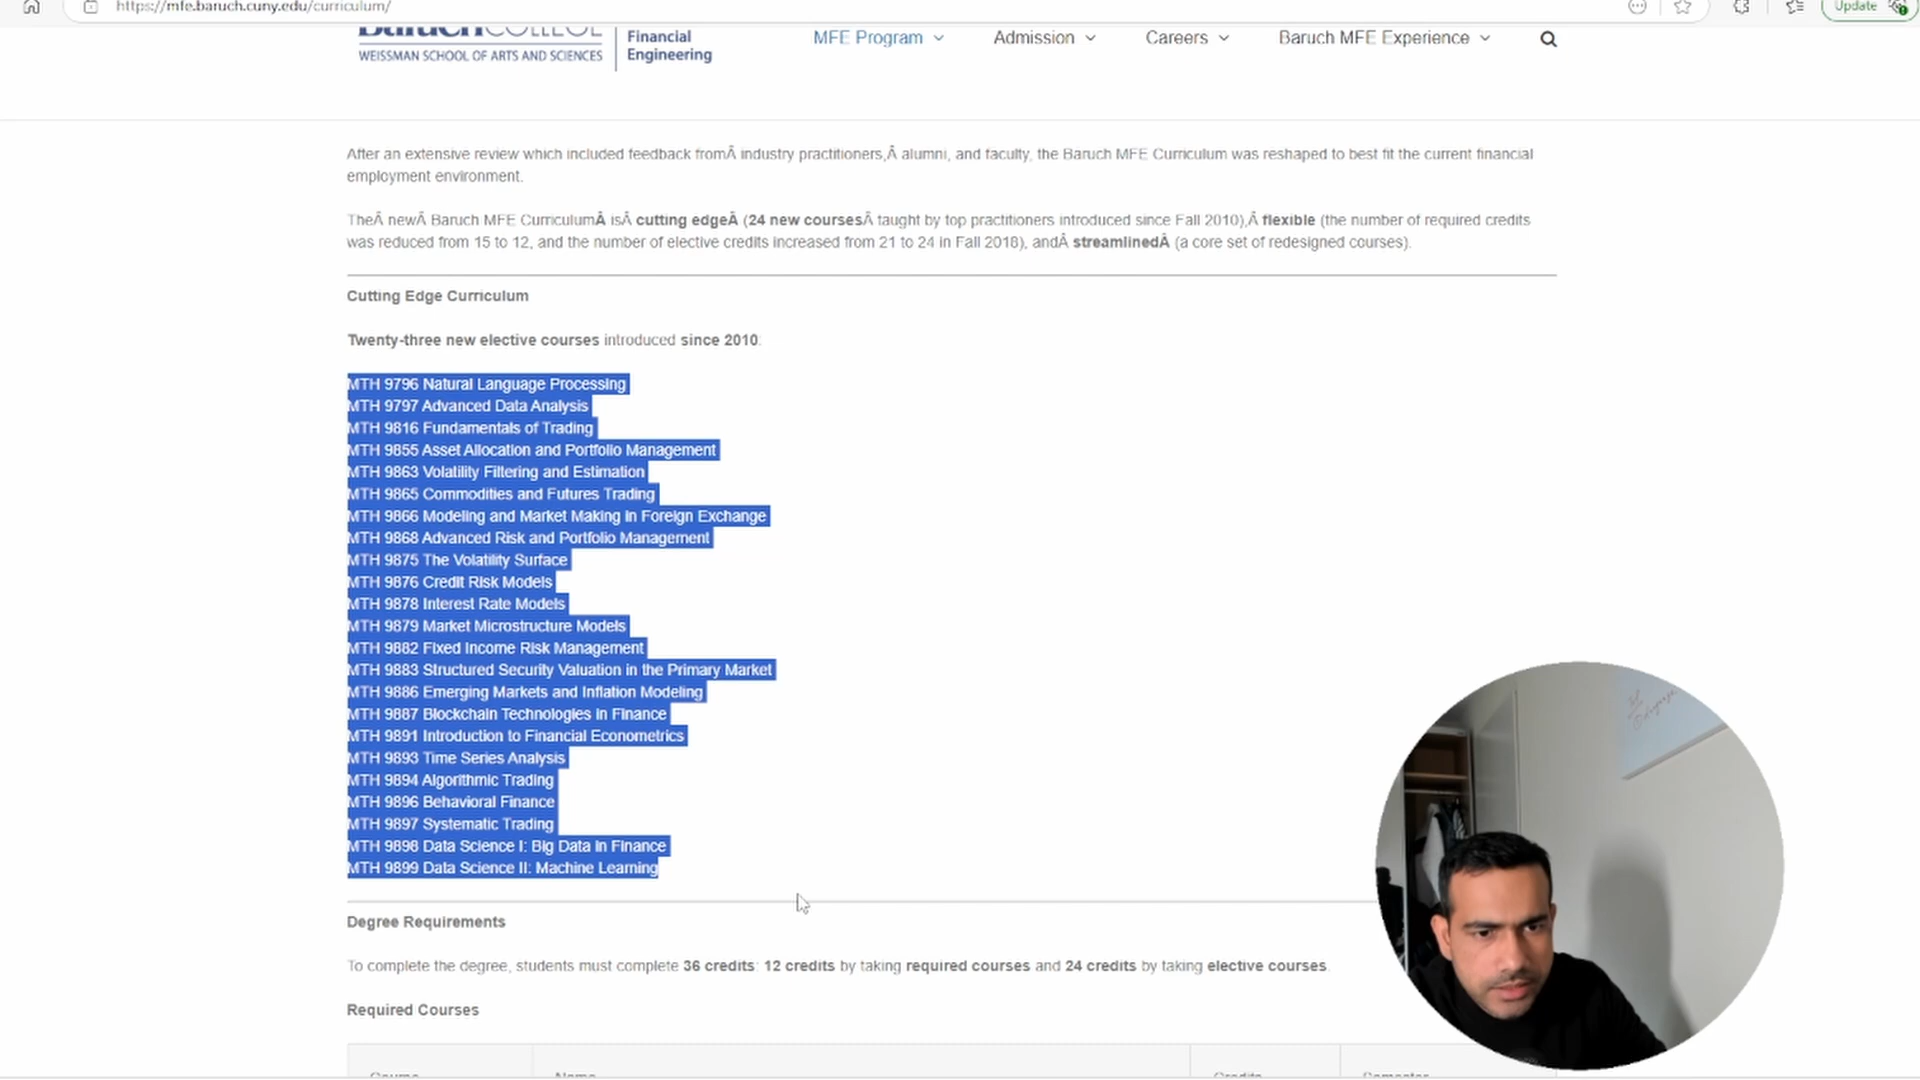 https://mfe.baruch.cuny.edu/curriculum/
Update
Baruch COLLEGE
WEISSMAN SCHOOL OF ARTS AND SCIENCES
Financial
Engineering
MFE Program
Admission
Careers
Baruch MFE Experience
After an extensive review which included feedback fromÂ industry practitioners,Â alumni, and faculty, the Baruch MFE Curriculum was reshaped to best fit the current financial
employment environment.
TheÂ newÂ Baruch MFE CurriculumÂ isÂ cutting edgeÂ (24 new coursesÂ taught by top practitioners introduced since Fall 2010),Â flexible (the number of required credits
was reduced from 15 to 12, and the number of elective credits increased from 21 to 24 in Fall 2018), andÂ streamlinedÂ (a core set of redesigned courses).
Cutting Edge Curriculum
Twenty-three new elective courses introduced since 2010:
MTH 9796 Natural Language Processing
MTH 9797 Advanced Data Analysis
MTH 9816 Fundamentals of Trading
MTH 9855 Asset Allocation and Portfolio Management
MTH 9863 Volatility Filtering and Estimation
MTH 9865 Commodities and Futures Trading
MTH 9866 Modeling and Market Making in Foreign Exchange
MTH 9868 Advanced Risk and Portfolio Management
MTH 9875 The Volatility Surface
MTH 9876 Credit Risk Models
MTH 9878 Interest Rate Models
MTH 9879 Market Microstructure Models
MTH 9882 Fixed Income Risk Management
MTH 9883 Structured Security Valuation in the Primary Market
MTH 9886 Emerging Markets and Inflation Modeling
MTH 9887 Blockchain Technologies in Finance
MTH 9891 Introduction to Financial Econometrics
MTH 9893 Time Series Analysis
MTH 9894 Algorithmic Trading
MTH 9896 Behavioral Finance
MTH 9897 Systematic Trading
MTH 9898 Data Science I: Big Data in Finance
MTH 9899 Data Science II: Machine Learning
Degree Requirements
To complete the degree, students must complete 36 credits: 12 credits by taking required courses and 24 credits by taking elective courses.
Required Courses
Course Name Credits Semester